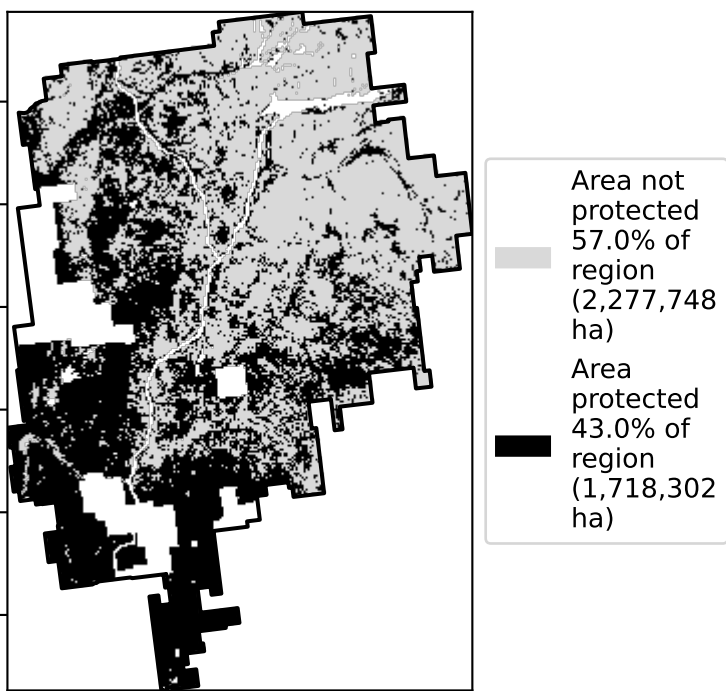 Area not
protected
57.0% of
region
(2,277,748
ha)
Area
protected
43.0% of
region
(1,718,302
ha)